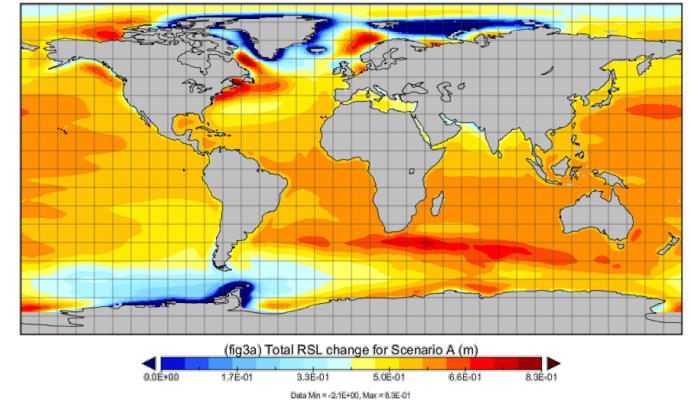 (fig3a) Total RSL change for Scenario A (m)
0.0E+00 1.7E-01 3.3E-01 5.0E-01 6.6E-01 8.3E-01
Data Min = -2.1E+00, Max = 8.3E-01